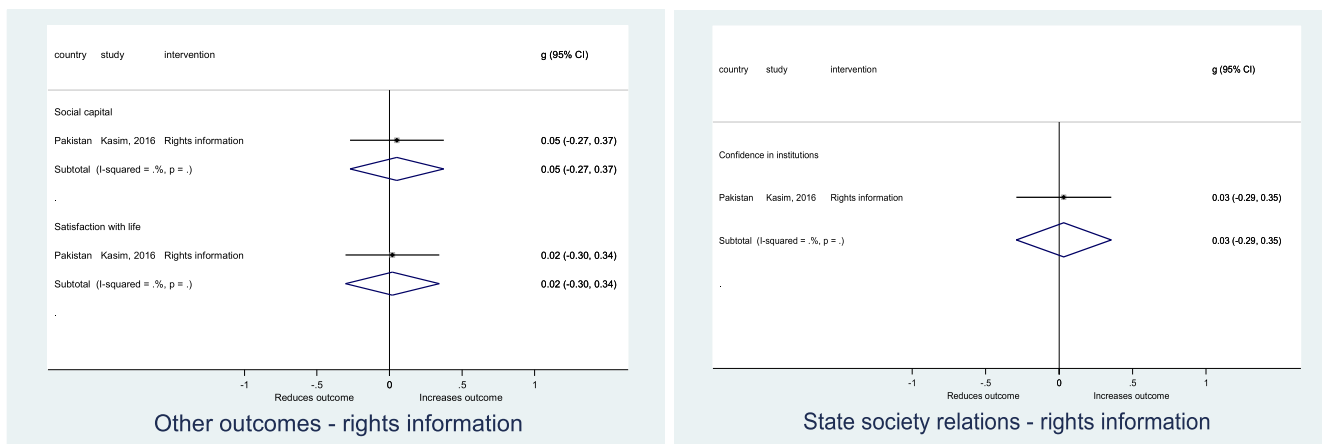 country study intervention g (95% CI)
Social capital
Pakistan Kasim, 2016 Rights information 0.05 (-0.27, 0.37)
Subtotal (I-squared = .%, p = .) 0.05 (-0.27, 0.37)
.
Satisfaction with life
Pakistan Kasim, 2016 Rights information 0.02 (-0.30, 0.34)
Subtotal (I-squared = .%, p = .) 0.02 (-0.30, 0.34)
.
-1 -.5 0 .5 1
Reduces outcome Increases outcome
Other outcomes - rights information
country study intervention g (95% CI)
Confidence in institutions
Pakistan Kasim, 2016 Rights information 0.03 (-0.29, 0.35)
Subtotal (I-squared = .%, p = .) 0.03 (-0.29, 0.35)
.
-1 -.5 0 .5 1
Reduces outcome Increases outcome
State society relations - rights information